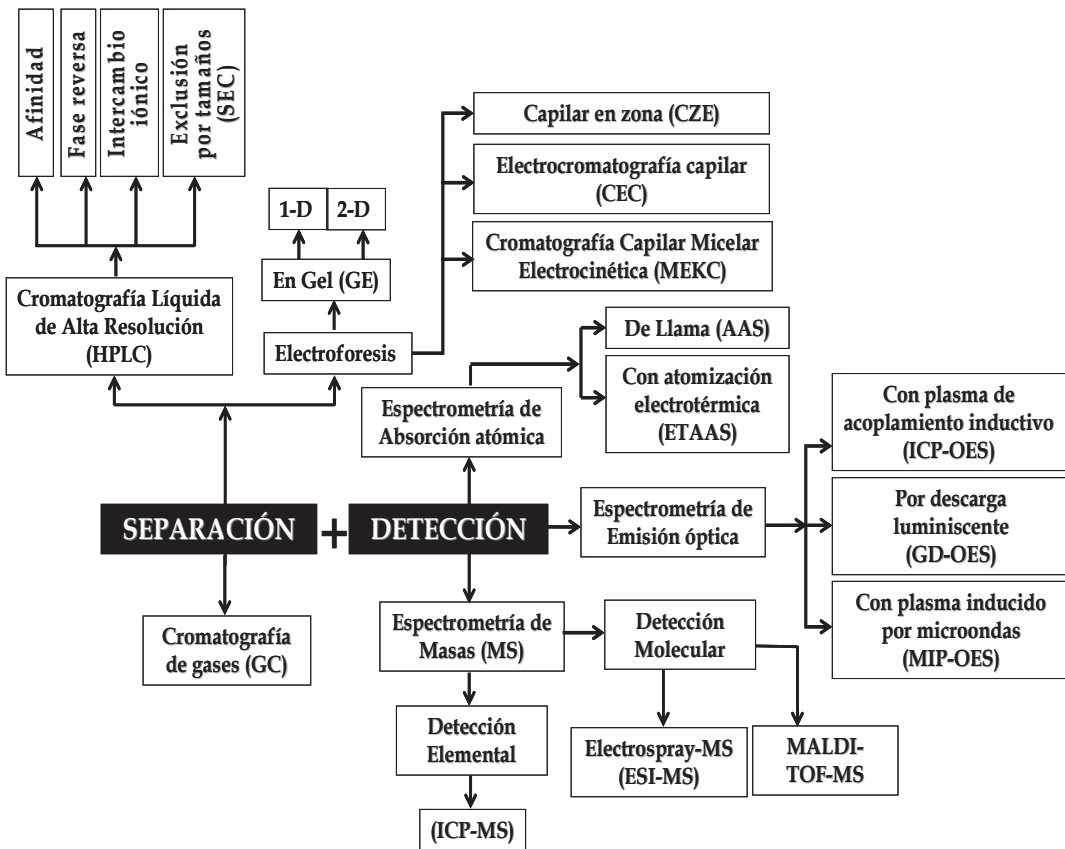 Afinidad
Fase reversa
Intercambio
iónico
Exclusión
por tamaños
(SEC)
Capilar en zona (CZE)
Electrocromatografía capilar
(CEC)
1-D
2-D
Cromatografía Capilar Micelar
Electrocinética (MEKC)
En Gel (GE)
Cromatografía Líquida
de Alta Resolución
(HPLC)
Electroforesis
De Llama (AAS)
Con atomización
electrotérmica
(ETAAS)
Espectrometría de
Absorción atómica
Con plasma de
acoplamiento inductivo
(ICP-OES)
SEPARACIÓN
+
DETECCIÓN
Espectrometría de
Emisión óptica
Por descarga
luminiscente
(GD-OES)
Con plasma inducido
por microondas
(MIP-OES)
Cromatografía
de gases (GC)
Espectrometría de
Masas (MS)
Detección
Molecular
Detección
Elemental
Electrospray-MS
(ESI-MS)
MALDI-
TOF-MS
(ICP-MS)